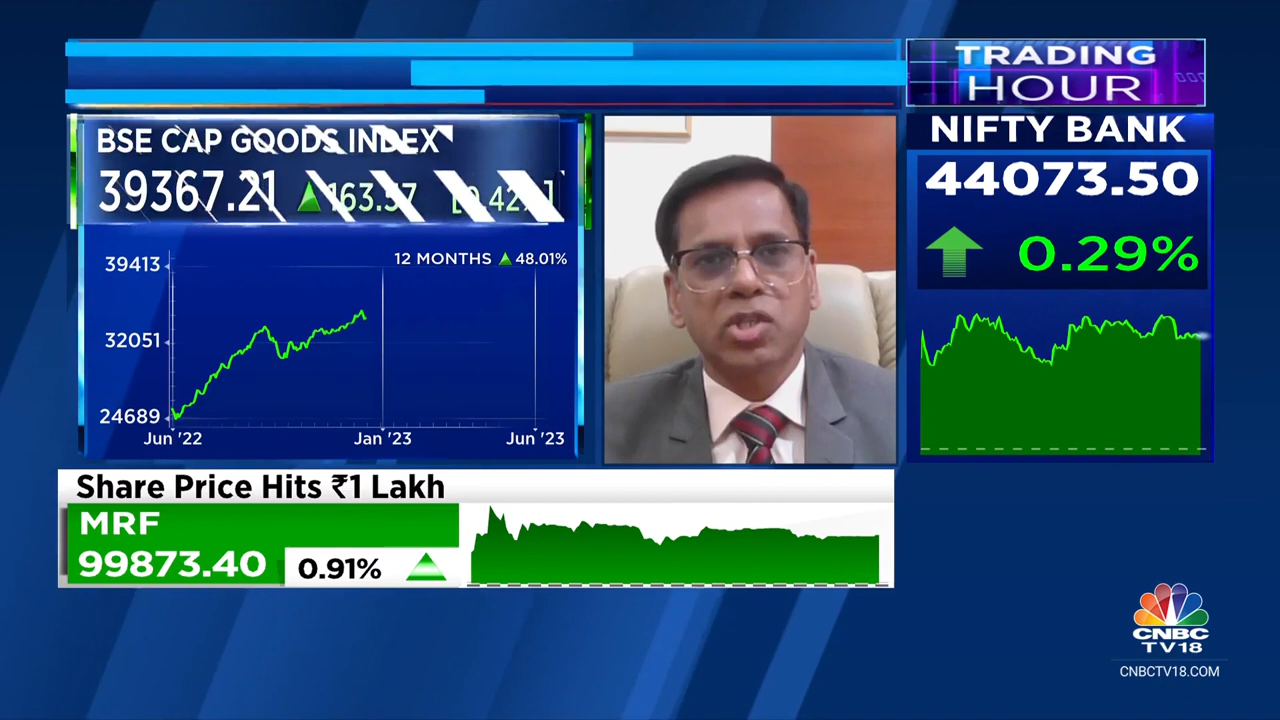 TRADING
HOUR
BSE CAP GOODS INDEX
39367.21
12 MONTHS ▲ 48.01%
39413
32051
24689
Jun '22
Jan '23
Jun '23
NIFTY BANK
44073.50
0.29%
Share Price Hits ₹1 Lakh
MRF
99873.40
0.91%
CNBC
TV18
CNBCTV18.COM